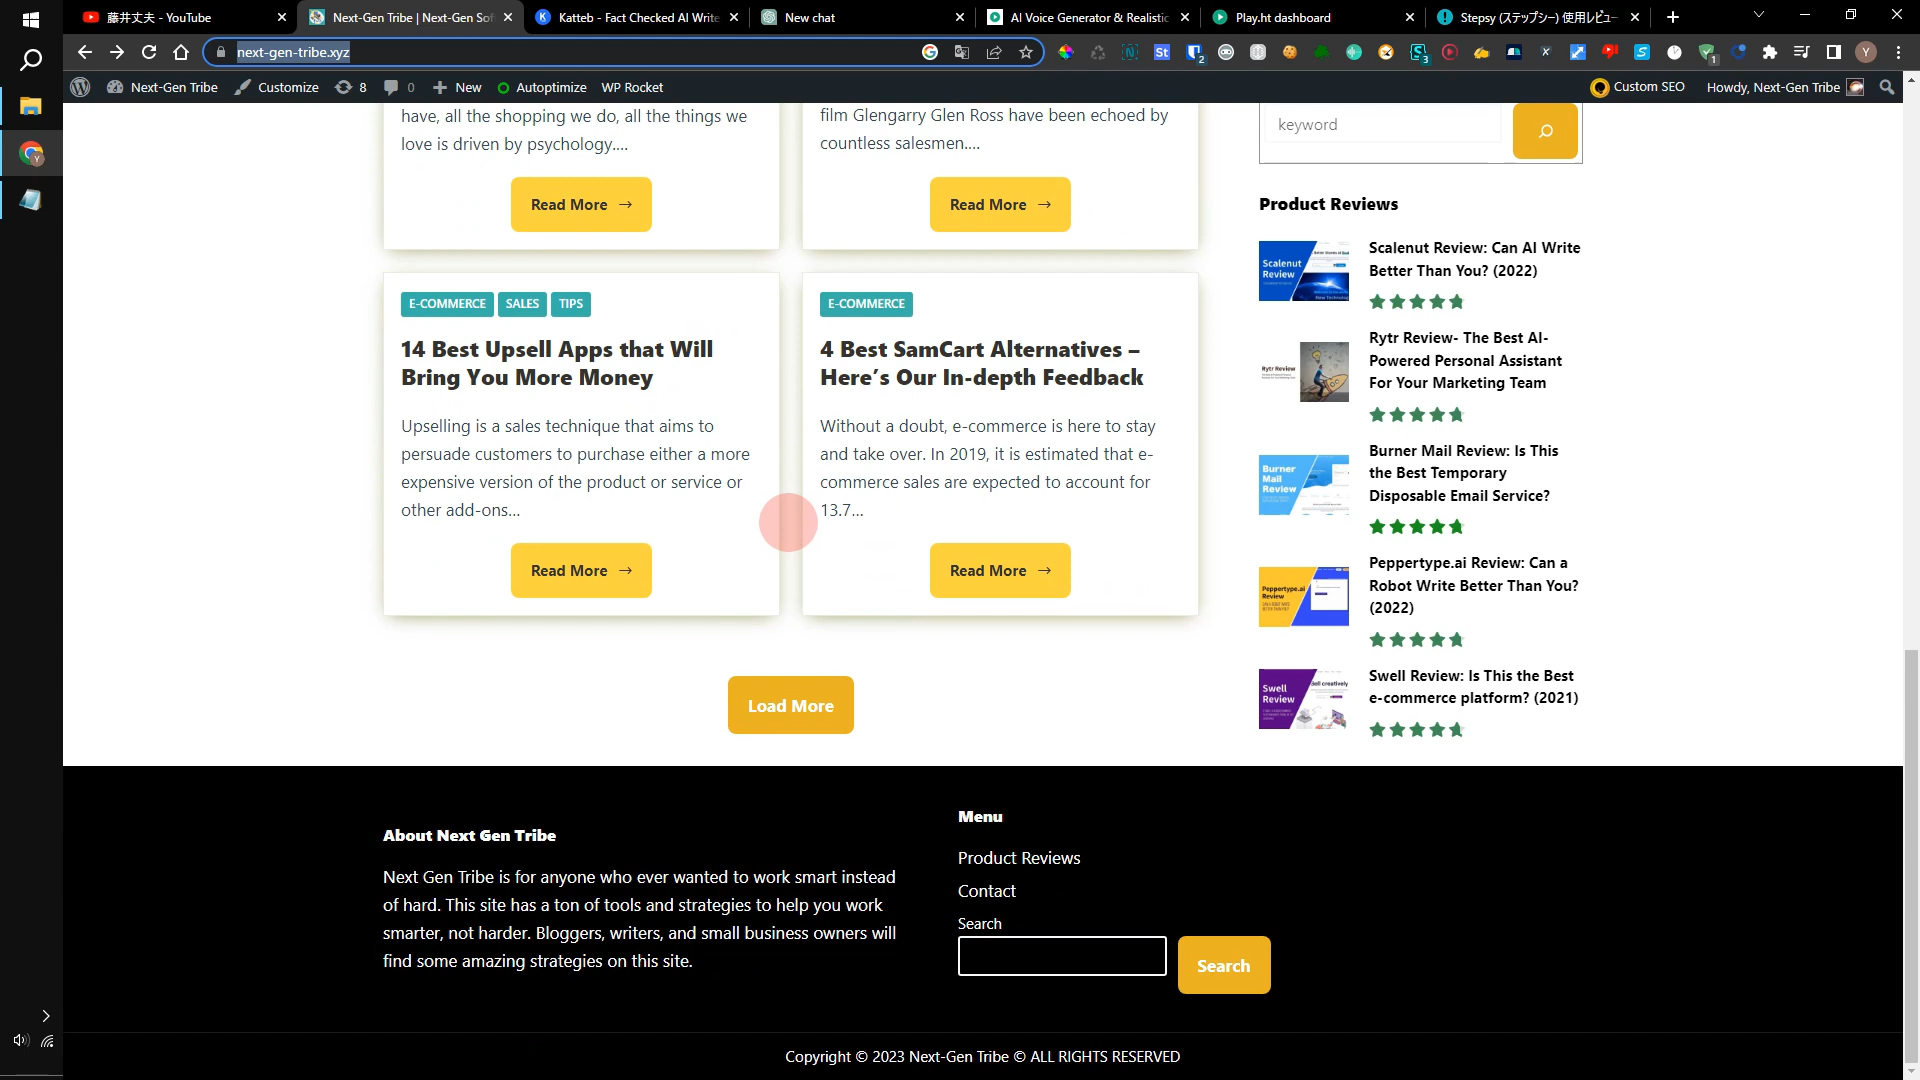 藤井丈夫 - YouTube
Next-Gen Tribe | Next-Gen Sof
Katteb - Fact Checked AI Write
New chat
AI Voice Generator & Realistic
Play.ht dashboard
Stepsy (ステップシー) 使用レビュー
next-gen-tribe.xyz
Next-Gen Tribe
Customize
8
0
New
Autoptimize
WP Rocket
Custom SEO
Howdy, Next-Gen Tribe
have, all the shopping we do, all the things we
love is driven by psychology....
Read More →
film Glengarry Glen Ross have been echoed by
countless salesmen....
Read More →
E-COMMERCE
SALES
TIPS
14 Best Upsell Apps that Will
Bring You More Money
Upselling is a sales technique that aims to
persuade customers to purchase either a more
expensive version of the product or service or
other add-ons...
Read More →
E-COMMERCE
4 Best SamCart Alternatives –
Here’s Our In-depth Feedback
Without a doubt, e-commerce is here to stay
and take over. In 2019, it is estimated that e-
commerce sales are expected to account for
13.7...
Read More →
Load More
keyword
Product Reviews
Scalenut Review
Scalenut Review: Can AI Write
Better Than You? (2022)
Rytr Review
Rytr Review- The Best AI-
Powered Personal Assistant
For Your Marketing Team
Burner Mail Review
Burner Mail Review: Is This
the Best Temporary
Disposable Email Service?
Peppertype.ai Review
Peppertype.ai Review: Can a
Robot Write Better Than You?
(2022)
Swell Review
Swell Review: Is This the Best
e-commerce platform? (2021)
About Next Gen Tribe
Next Gen Tribe is for anyone who ever wanted to work smart instead
of hard. This site has a ton of tools and strategies to help you work
smarter, not harder. Bloggers, writers, and small business owners will
find some amazing strategies on this site.
Menu
Product Reviews
Contact
Search
Search
Copyright © 2023 Next-Gen Tribe © ALL RIGHTS RESERVED